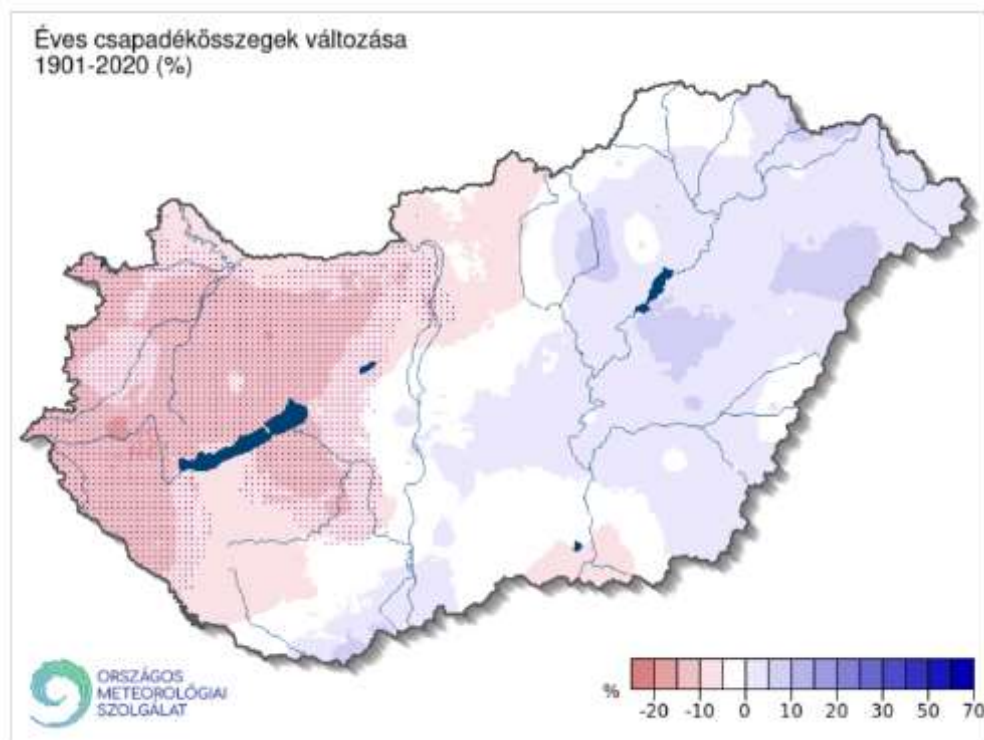 Éves csapadékösszegek változása
1901-2020 (%)
ORSZÁGOS
METEOROLÓGIAI
SZOLGÁLAT
%
-20 -10 0 10 20 30 50 70